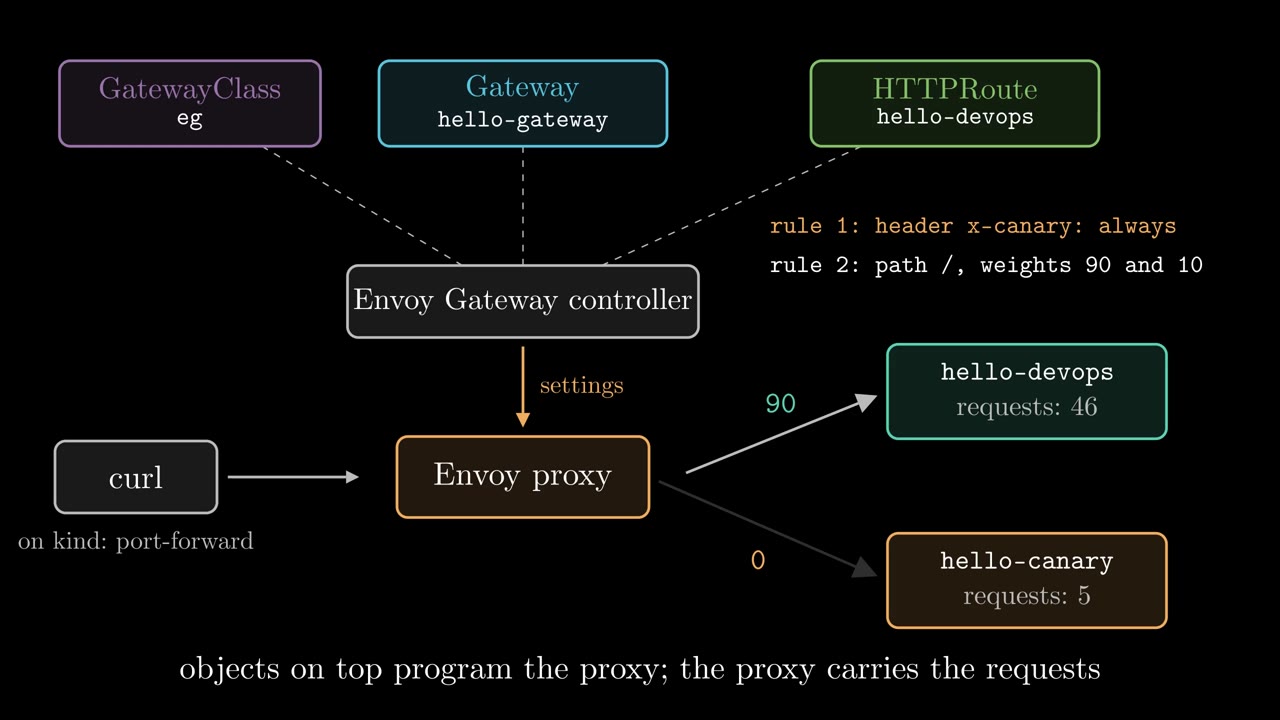 GatewayClass
eg
Gateway
hello-gateway
HTTPRoute
hello-devops
rule 1: header x-canary: always
rule 2: path /, weights 90 and 10
Envoy Gateway controller
settings
hello-devops
requests: 46
90
curl
Envoy proxy
on kind: port-forward
0
hello-canary
requests: 5
objects on top program the proxy; the proxy carries the requests